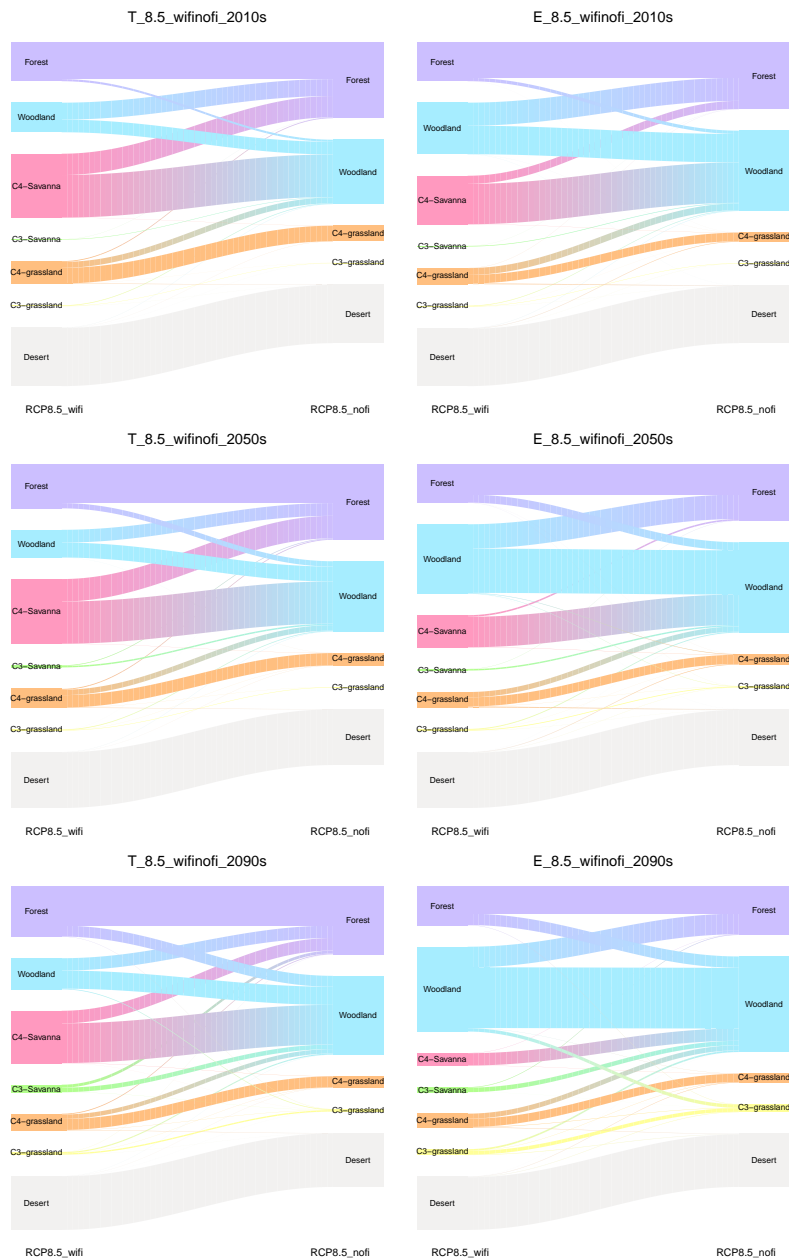 T_8.5_wifinofi_2010s
Forest
Woodland
C4−Savanna
C3−Savanna
C4−grassland
C3−grassland
Desert
Forest
Woodland
C4−grassland
C3−grassland
Desert
RCP8.5_wifi
RCP8.5_nofi
E_8.5_wifinofi_2010s
Forest
Woodland
C4−Savanna
C3−Savanna
C4−grassland
C3−grassland
Desert
Forest
Woodland
C4−grassland
C3−grassland
Desert
RCP8.5_wifi
RCP8.5_nofi
T_8.5_wifinofi_2050s
Forest
Woodland
C4−Savanna
C3−Savanna
C4−grassland
C3−grassland
Desert
Forest
Woodland
C4−grassland
C3−grassland
Desert
RCP8.5_wifi
RCP8.5_nofi
E_8.5_wifinofi_2050s
Forest
Woodland
C4−Savanna
C3−Savanna
C4−grassland
C3−grassland
Desert
Forest
Woodland
C4−grassland
C3−grassland
Desert
RCP8.5_wifi
RCP8.5_nofi
T_8.5_wifinofi_2090s
Forest
Woodland
C4−Savanna
C3−Savanna
C4−grassland
C3−grassland
Desert
Forest
Woodland
C4−grassland
C3−grassland
Desert
RCP8.5_wifi
RCP8.5_nofi
E_8.5_wifinofi_2090s
Forest
Woodland
C4−Savanna
C3−Savanna
C4−grassland
C3−grassland
Desert
Forest
Woodland
C4−grassland
C3−grassland
Desert
RCP8.5_wifi
RCP8.5_nofi